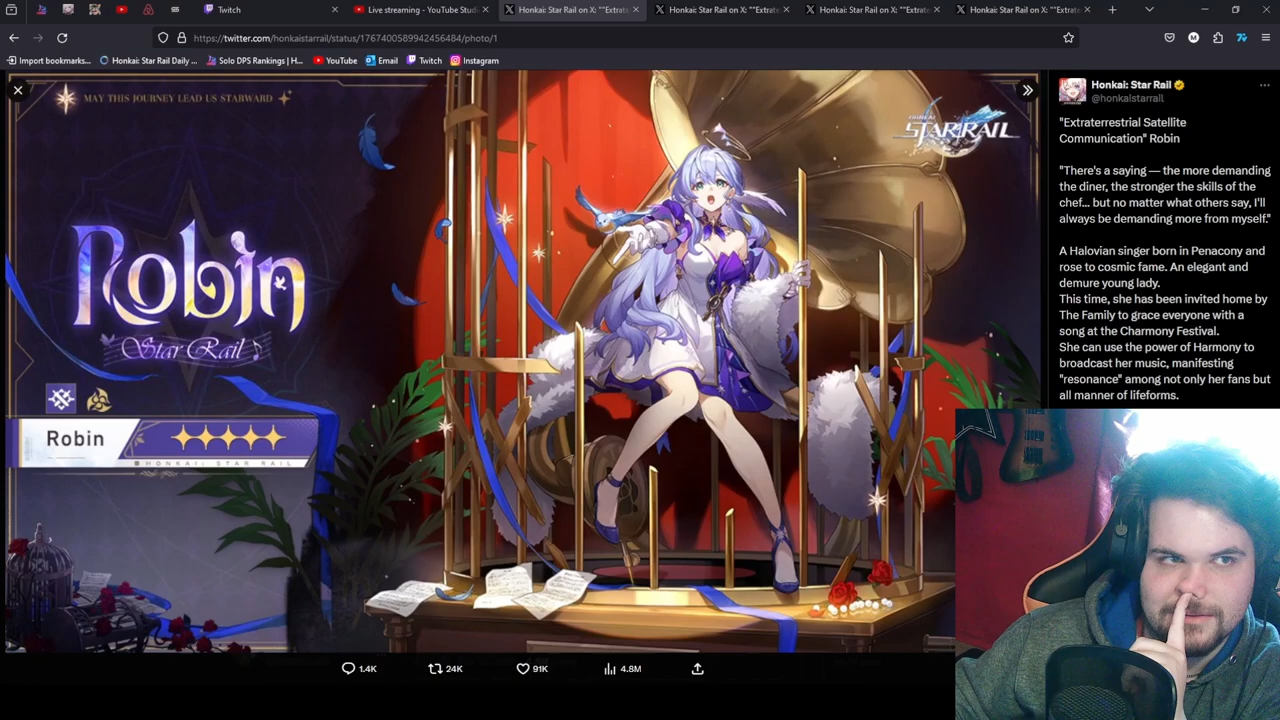 Twitch
Live streaming - YouTube Studi
Honkai: Star Rail on X: ""Extrate
Honkai: Star Rail on X: ""Extrate
Honkai: Star Rail on X: ""Extrate
Honkai: Star Rail on X: ""Extrate
https://twitter.com/honkaistarrail/status/1767400589942456484/photo/1
Import bookmarks...
Honkai: Star Rail Daily ...
Solo DPS Rankings | H...
YouTube
Email
Twitch
Instagram
MAY THIS JOURNEY LEAD US STARWARD
HONKAI
STAR RAIL
Robin
Star Rail
Robin
HONKAI: STAR RAIL
1.4K
24K
91K
4.8M
Honkai: Star Rail
@honkaistarrail
"Extraterrestrial Satellite
Communication" Robin
"There's a saying — the more demanding
the diner, the stronger the skills of the
chef... but no matter what others say, I'll
always be demanding more from myself."
A Halovian singer born in Penacony and
rose to cosmic fame. An elegant and
demure young lady.
This time, she has been invited home by
The Family to grace everyone with a
song at the Charmony Festival.
She can use the power of Harmony to
broadcast her music, manifesting
"resonance" among not only her fans but
all manner of lifeforms.